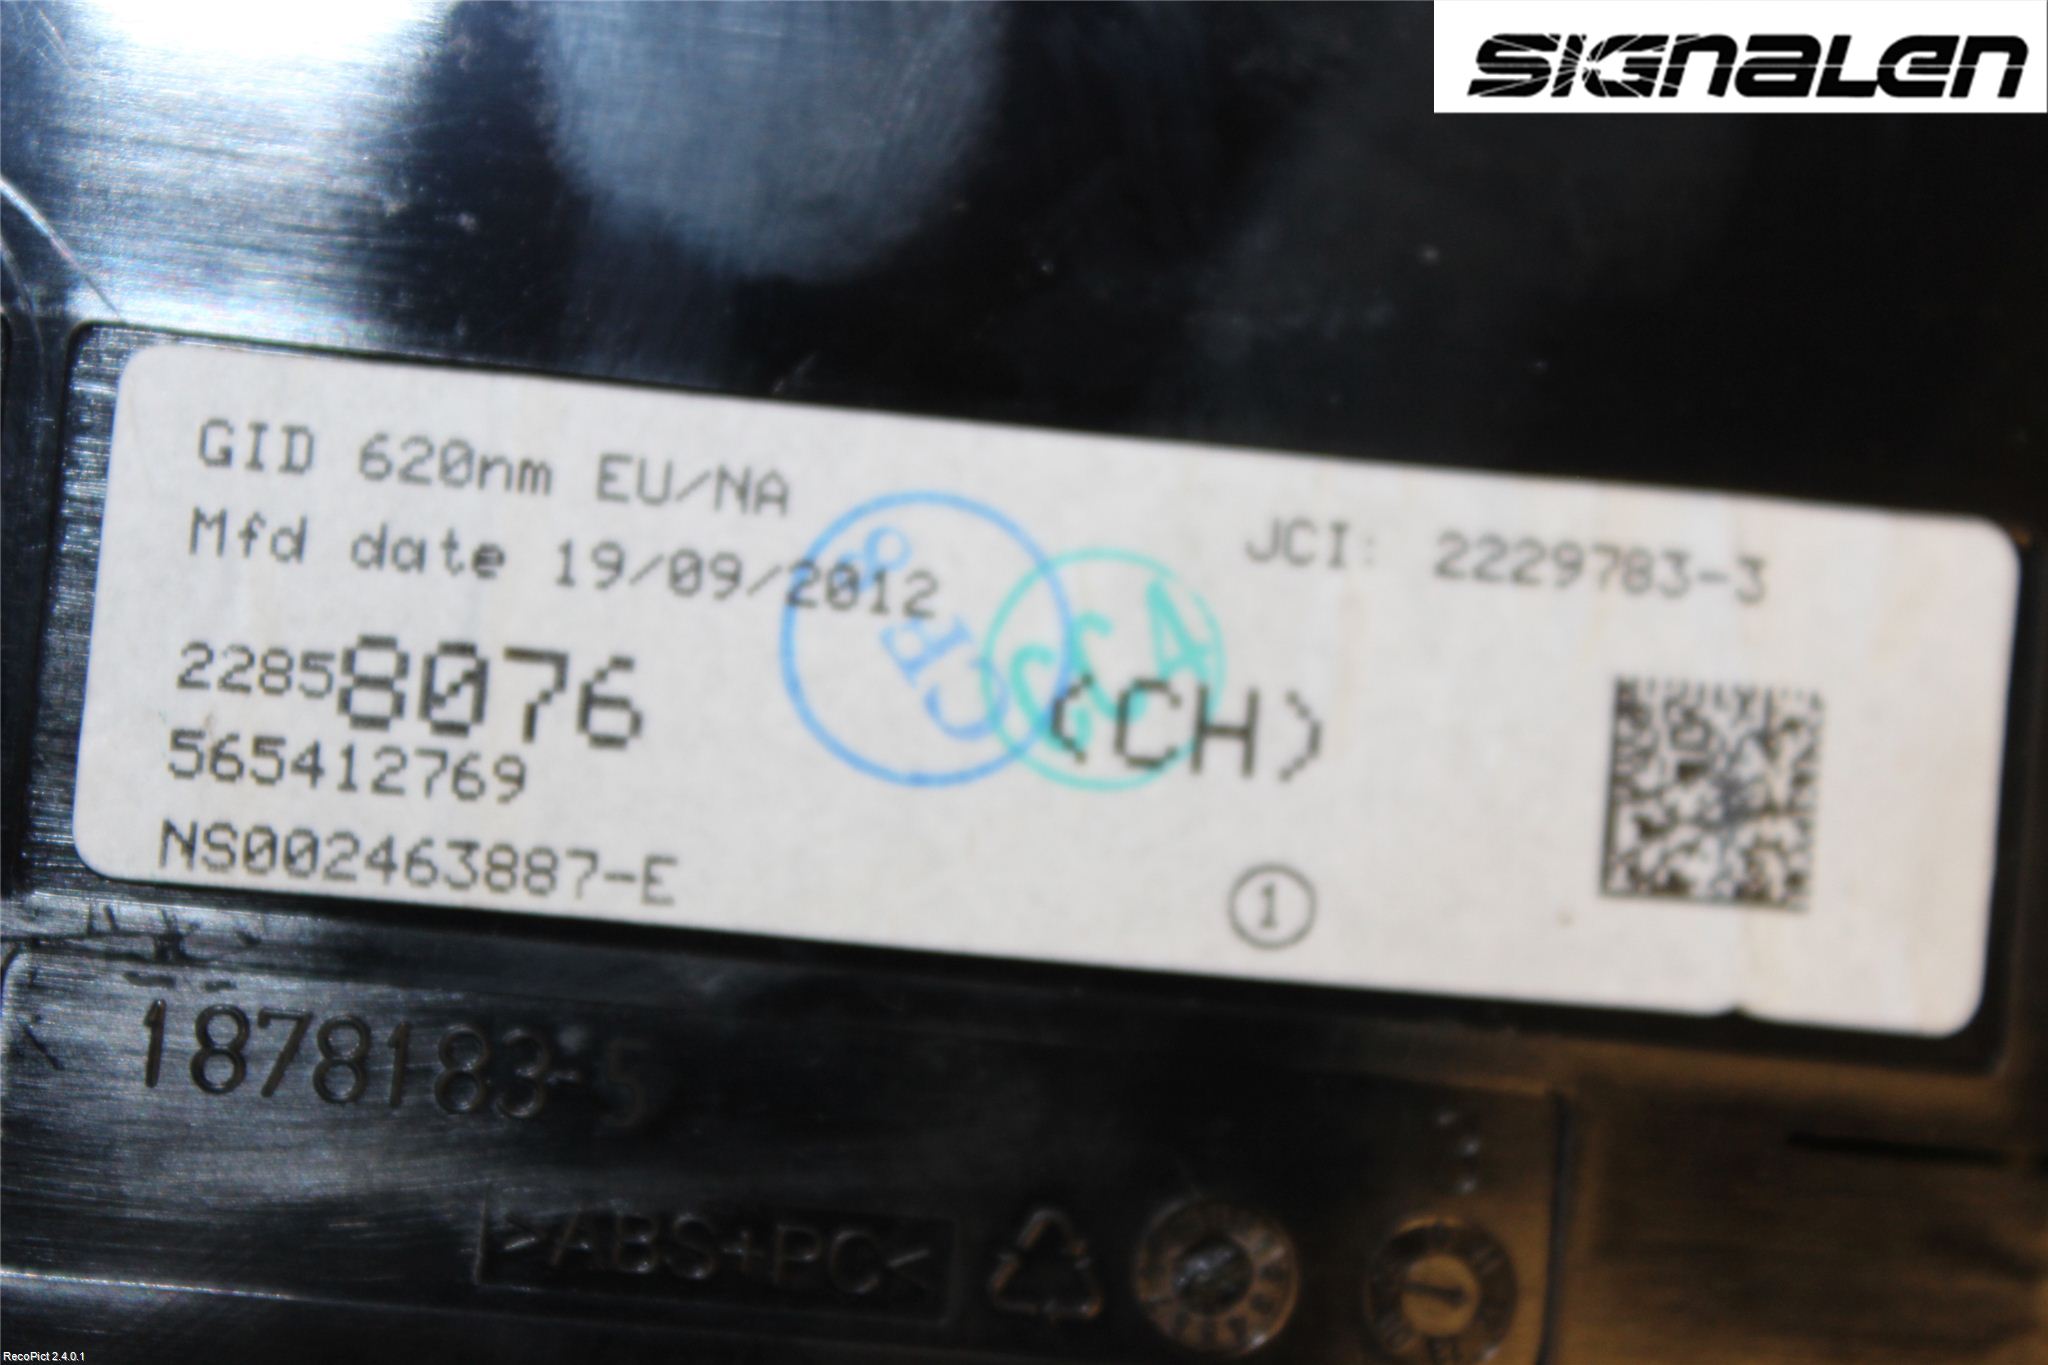 SIGNALEN
GID 620nm EU/NA
Mfd date 19/09/2012
JCI: 2229783-3
22858076
(CH)
565412769
NS002463887-E
1
1878183-5
>ABS+PC<
RecoPict 2.4.0.1